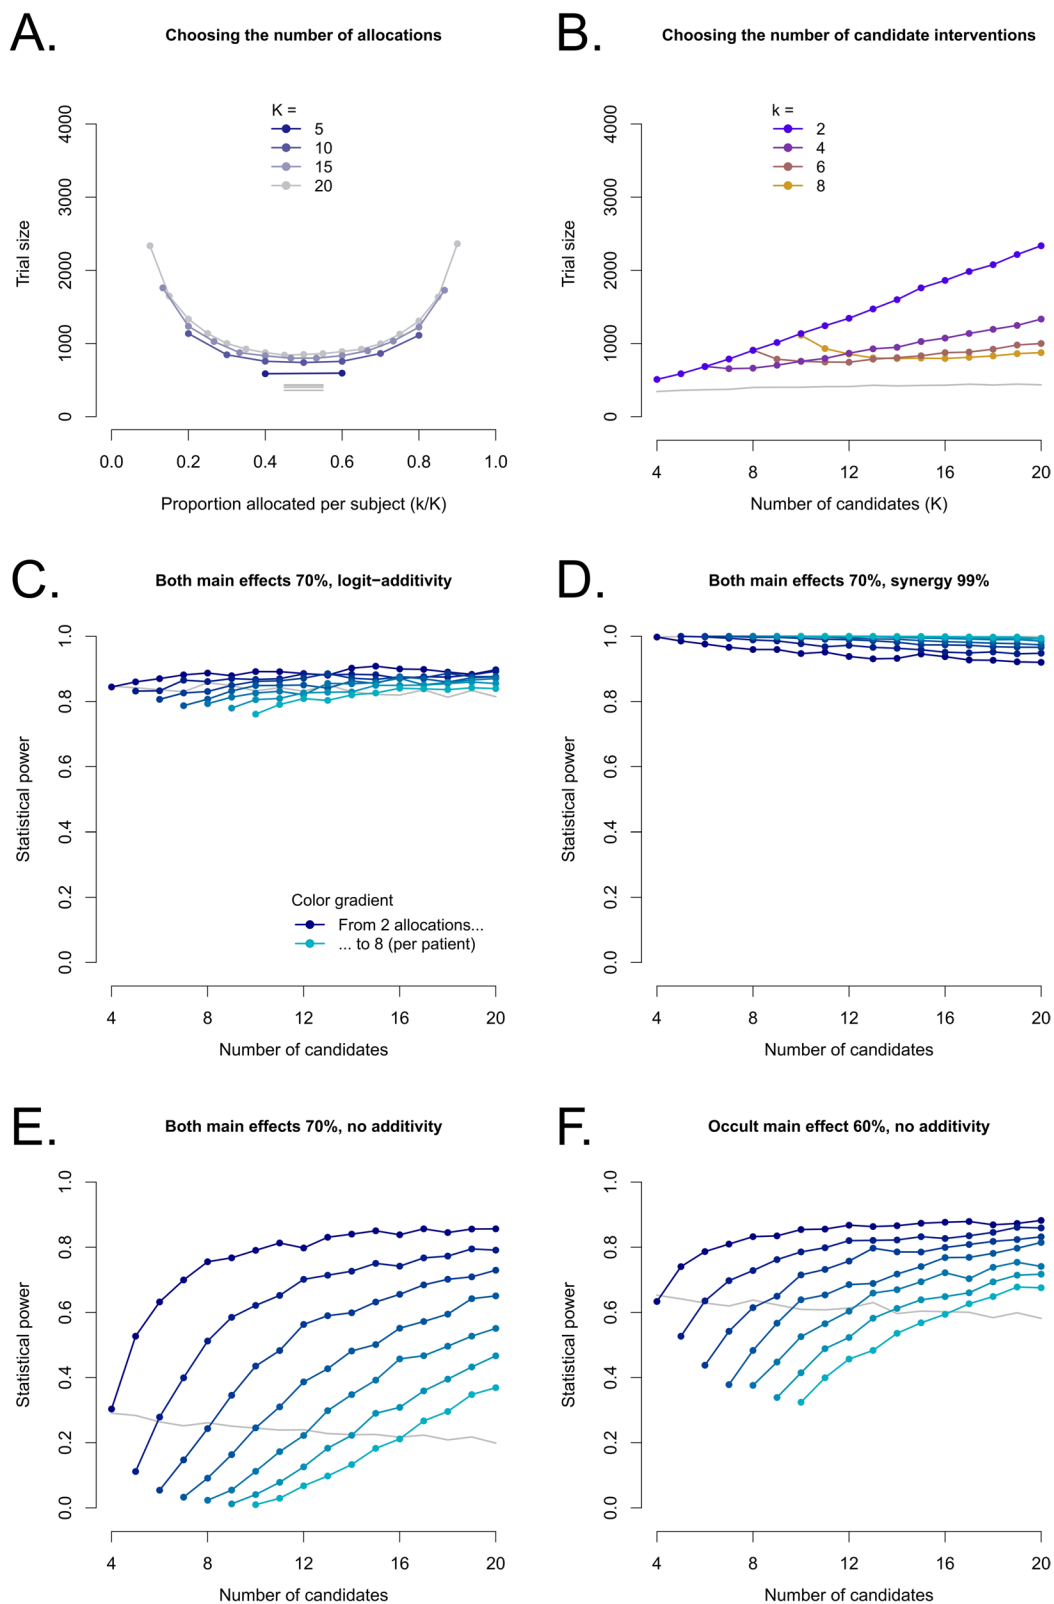 A.
Choosing the number of allocations
K =
5
10
15
20
4000
3000
2000
1000
0
Trial size
0.0 0.2 0.4 0.6 0.8 1.0
Proportion allocated per subject (k/K)
B.
Choosing the number of candidate interventions
k =
2
4
6
8
4000
3000
2000
1000
0
Trial size
4 8 12 16 20
Number of candidates (K)
C.
Both main effects 70%, logit−additivity
1.0
0.8
0.6
0.4
0.2
0.0
Statistical power
Color gradient
From 2 allocations...
... to 8 (per patient)
4 8 12 16 20
Number of candidates
D.
Both main effects 70%, synergy 99%
1.0
0.8
0.6
0.4
0.2
0.0
Statistical power
4 8 12 16 20
Number of candidates
E.
Both main effects 70%, no additivity
1.0
0.8
0.6
0.4
0.2
0.0
Statistical power
4 8 12 16 20
Number of candidates
F.
Occult main effect 60%, no additivity
1.0
0.8
0.6
0.4
0.2
0.0
Statistical power
4 8 12 16 20
Number of candidates